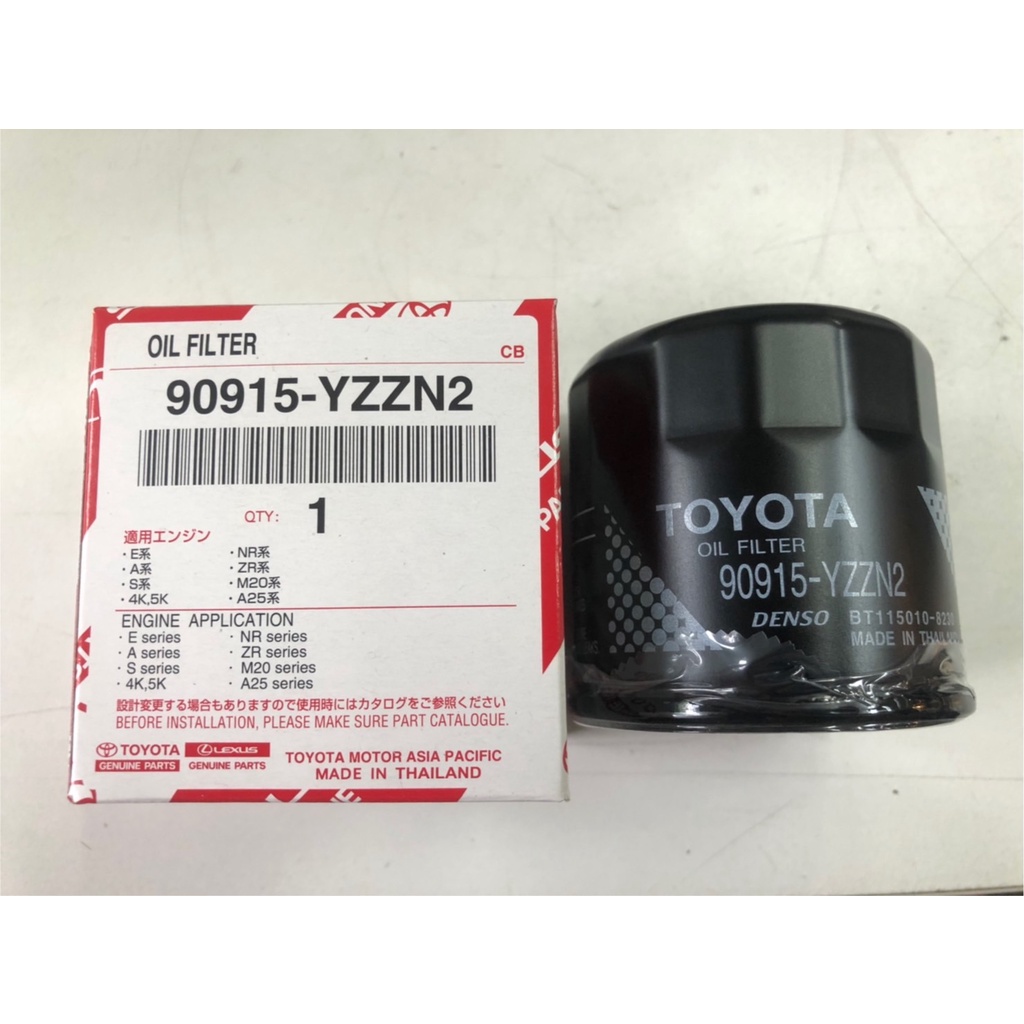 OIL FILTER
CB
90915-YZZN2
QTY: 1
適用エンジン
・E系 ・NR系
・A系 ・ZR系
・S系 ・M20系
・4K,5K ・A25系
ENGINE APPLICATION
・E series ・NR series
・A series ・ZR series
・S series ・M20 series
・4K,5K ・A25 series
設計変更する場合もありますので使用時にはカタログをご参照ください
BEFORE INSTALLATION, PLEASE MAKE SURE PART CATALOGUE.
TOYOTA
GENUINE PARTS
LEXUS
GENUINE PARTS
TOYOTA MOTOR ASIA PACIFIC
MADE IN THAILAND
TOYOTA
OIL FILTER
90915-YZZN2
DENSO BT115010-8230
MADE IN THAILAND